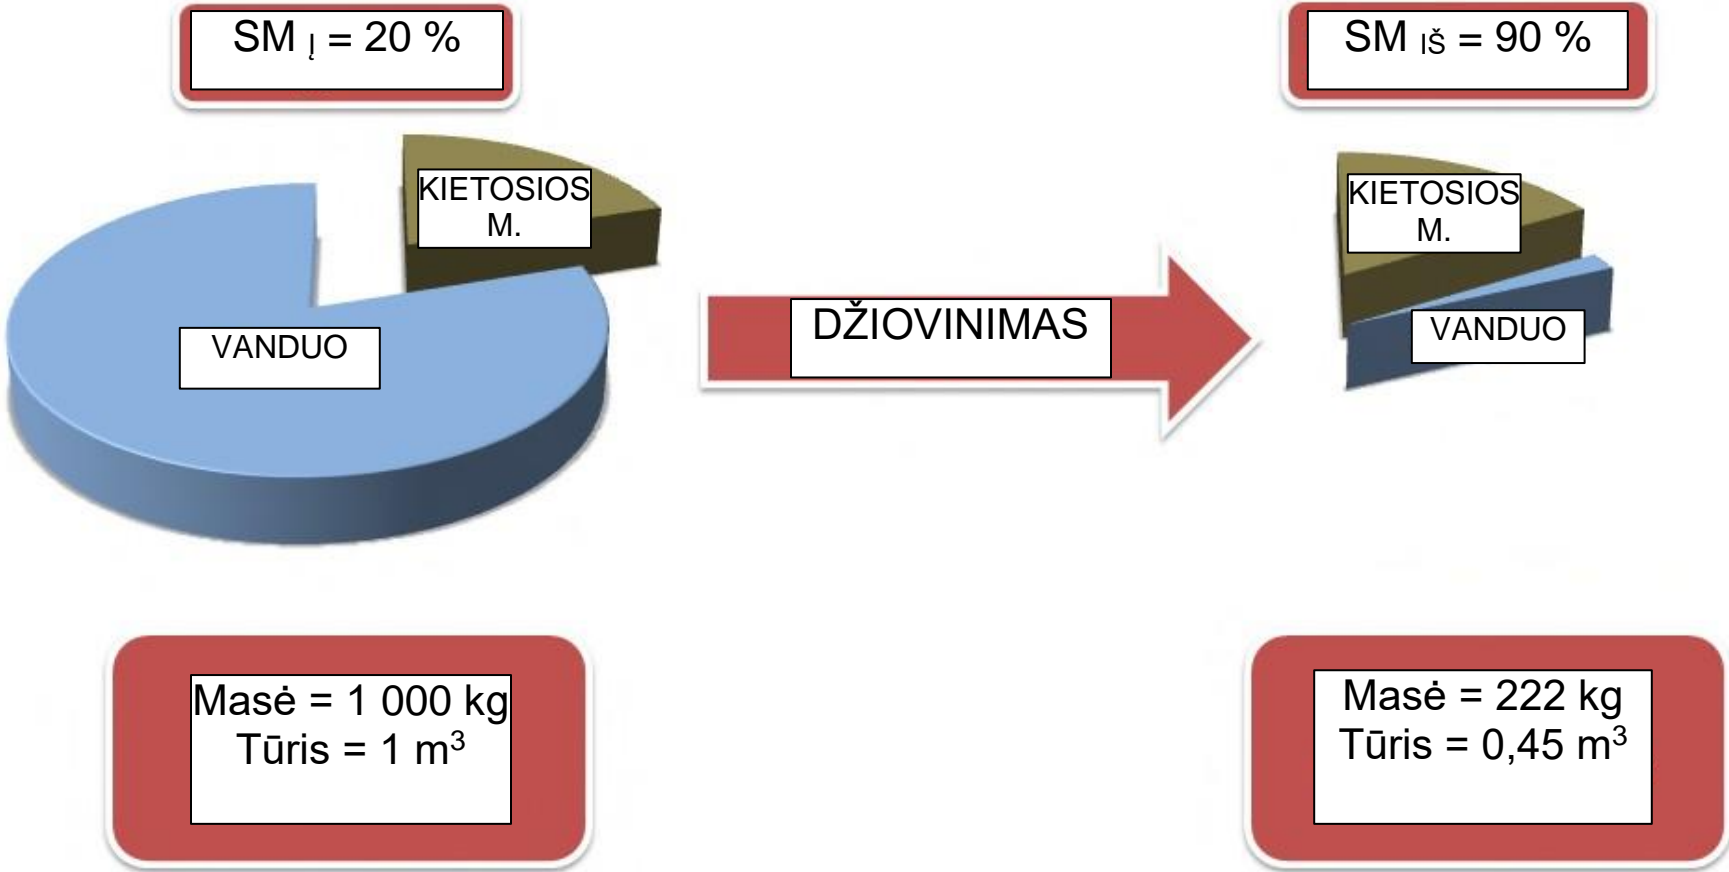 SM Į = 20 %
SM IŠ = 90 %
KIETOSIOS
M.
KIETOSIOS
M.
VANDUO
DŽIOVINIMAS
VANDUO
Masė = 1 000 kg
Tūris = 1 m³
Masė = 222 kg
Tūris = 0,45 m³